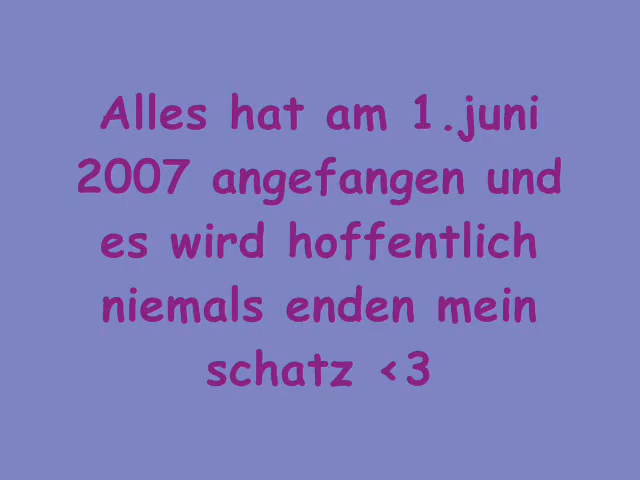 Alles hat am 1.juni
2007 angefangen und
es wird hoffentlich
niemals enden mein
schatz <3